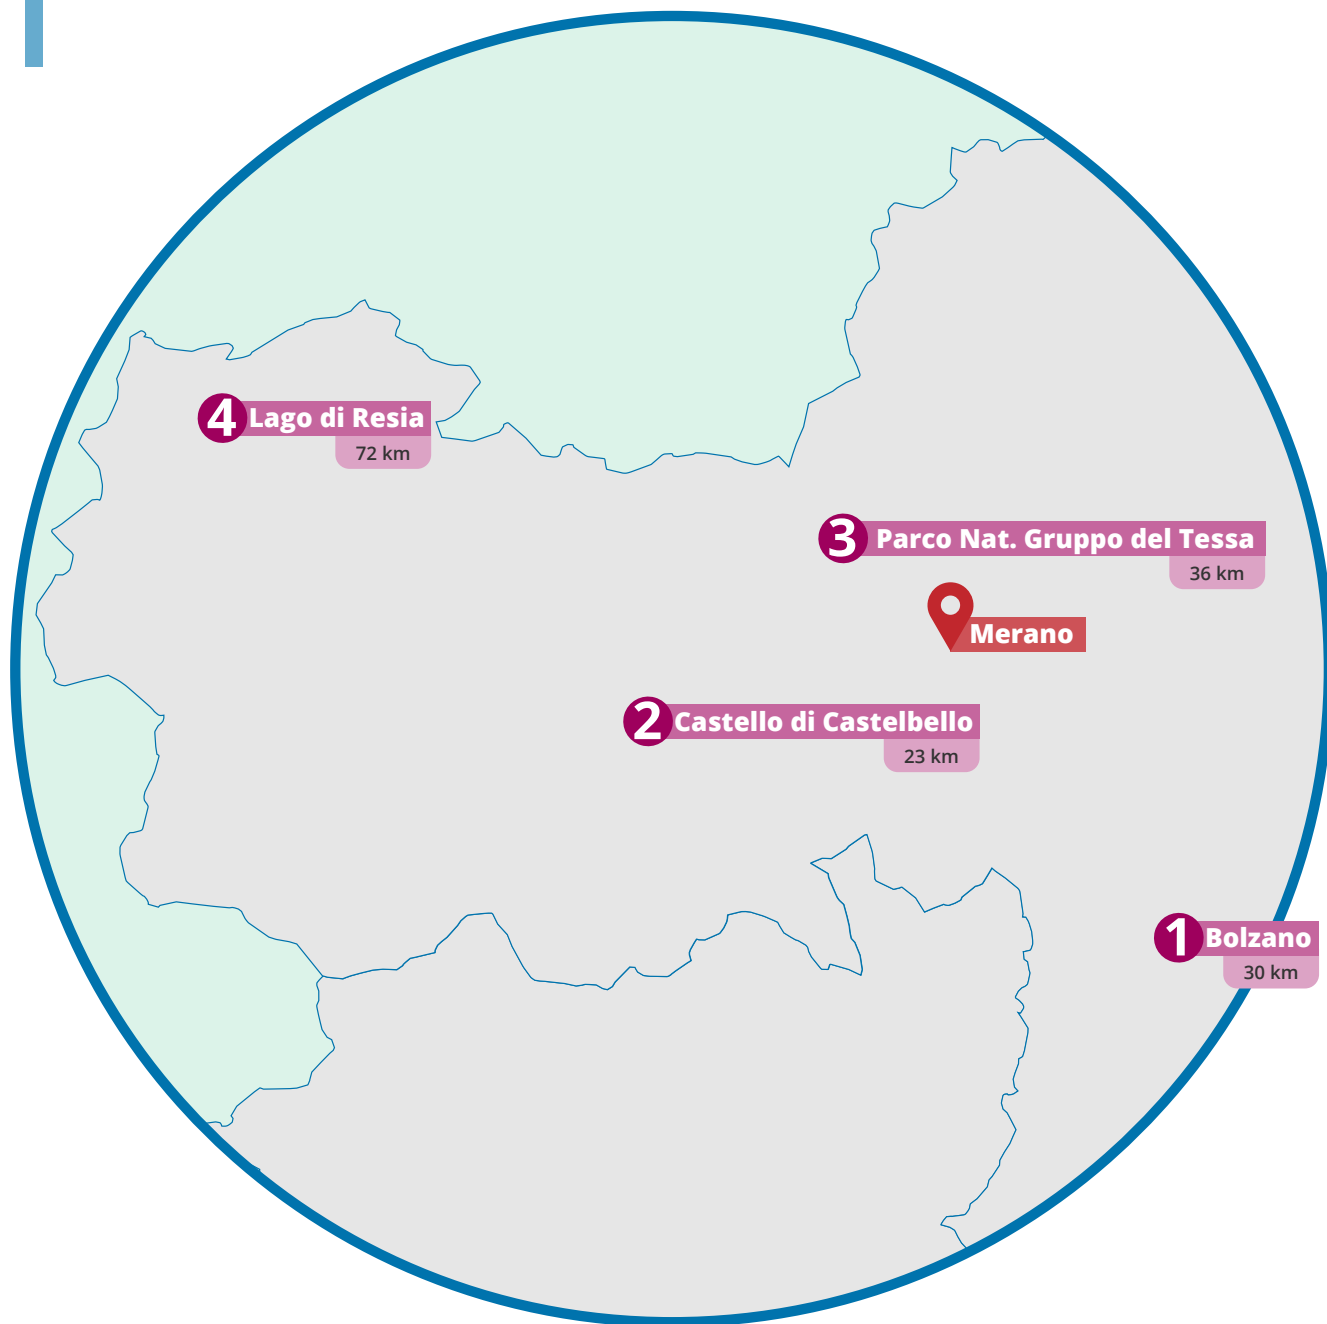 4 Lago di Resia
72 km
3 Parco Nat. Gruppo del Tessa
36 km
Merano
2 Castello di Castelbello
23 km
1 Bolzano
30 km